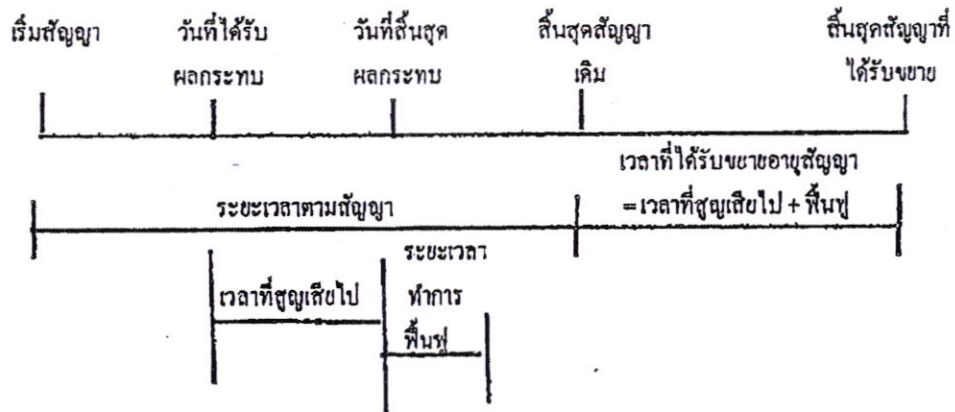 เริ่มสัญญา วันที่ได้รับ วันที่สิ้นสุด สิ้นสุดสัญญา สิ้นสุดสัญญาที่
ผลกระทบ ผลกระทบ เดิม ได้รับขยาย
เวลาที่ได้รับขยายอายุสัญญา
ระยะเวลาตามสัญญา =เวลาที่สูญเสียไป + ฟื้นฟู
ระยะเวลา
เวลาที่สูญเสียไป ทำการ
ฟื้นฟู